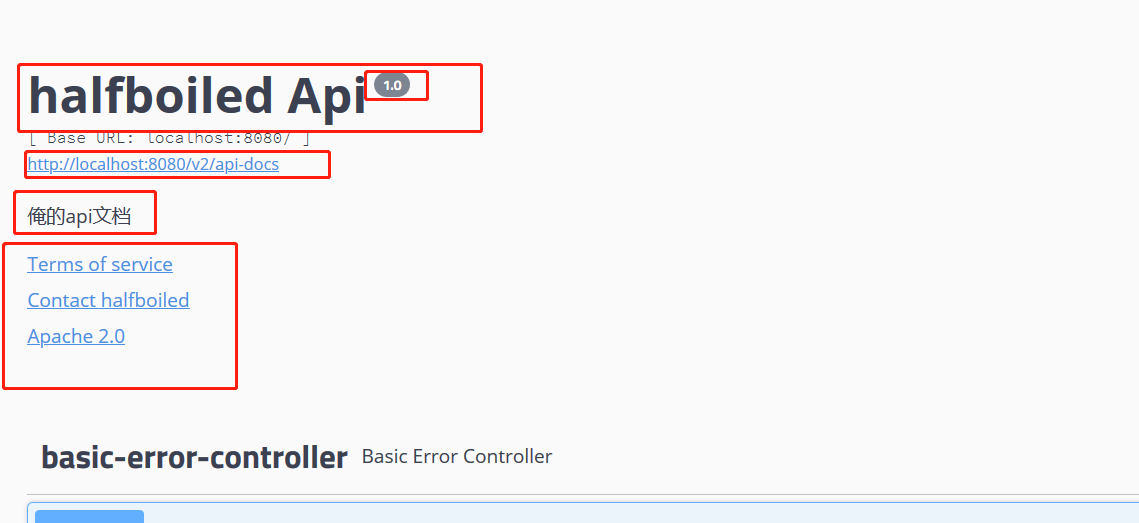 halfboiled Api 1.0
[ Base URL: localhost:8080/ ]
http://localhost:8080/v2/api-docs
俺的api文档
Terms of service
Contact halfboiled
Apache 2.0
basic-error-controller Basic Error Controller